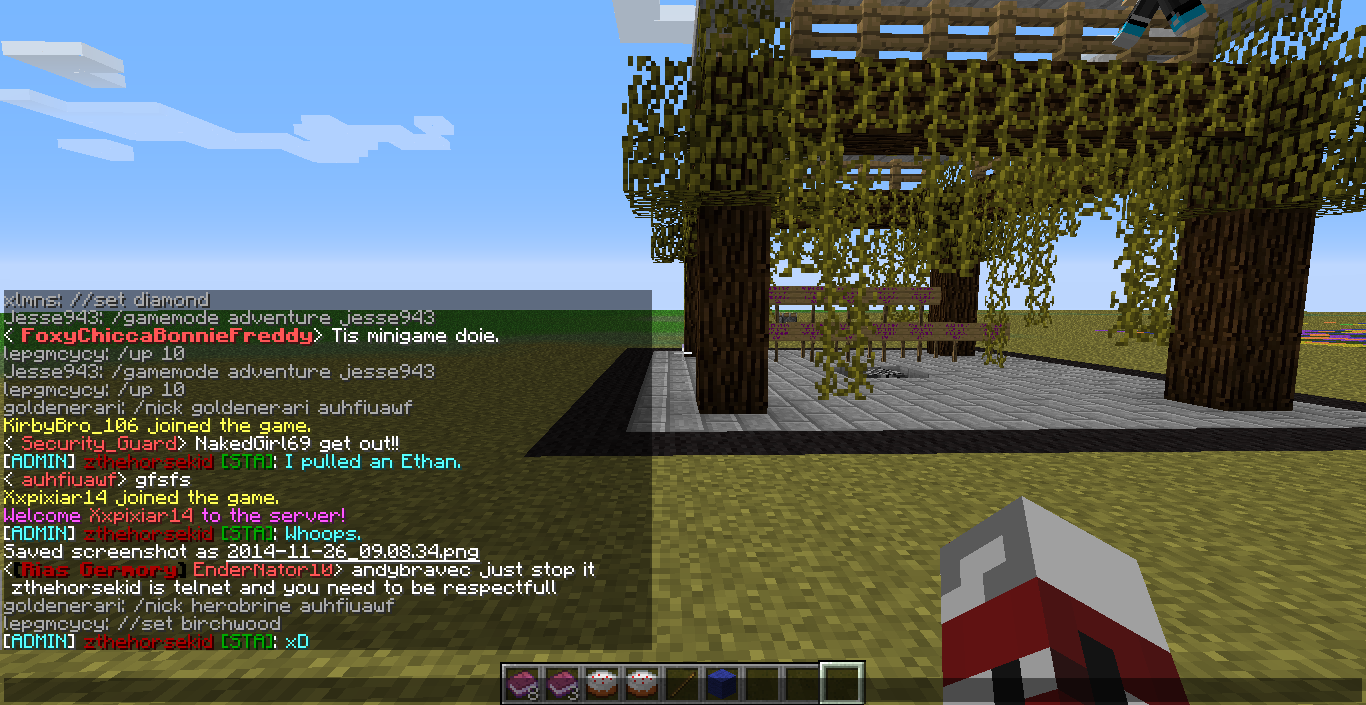 xlmns: //set diamond
Jesse943: /gamemode adventure jesse943
< FoxyChiccaBonnieFreddy> Tis minigame doie.
lepgmcycy: /up 10
Jesse943: /gamemode adventure jesse943
lepgmcycy: /up 10
goldenerari: /nick goldenerari auhfiuawf
KirbyBro_106 joined the game.
< Security_Guard> NakedGirl69 get out!!
[ADMIN] zthehorsekid [STA]: I pulled an Ethan.
< auhfiuawf> gfsfs
Xxpixiar14 joined the game.
Welcome Xxpixiar14 to the server!
[ADMIN] zthehorsekid [STA]: Whoops.
Saved screenshot as 2014-11-26_09.08.34.png
<[Rias Germory] EnderNator10> andybravec just stop it
zthehorsekid is telnet and you need to be respectfull
goldenerari: /nick herobrine auhfiuawf
lepgmcycy: //set birchwood
[ADMIN] zthehorsekid [STA]: xD
8
3